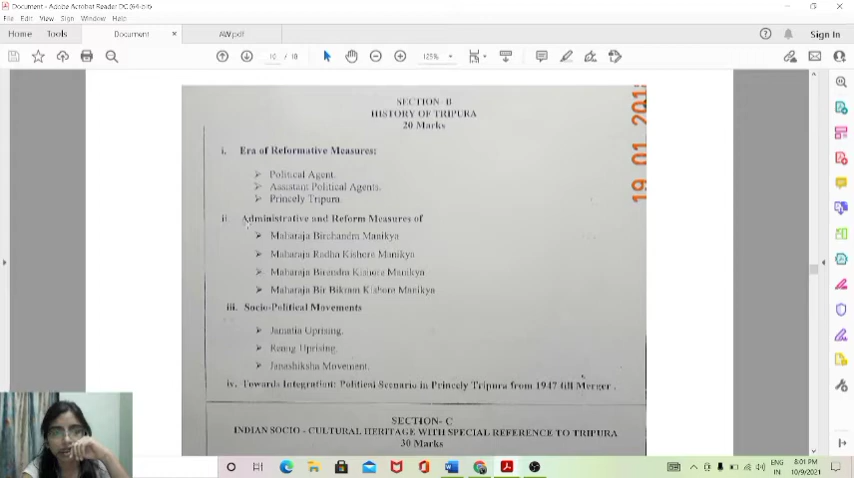 Document - Adobe Acrobat Reader DC (64-bit)
File Edit View Sign Window Help
Home Tools Document × AW.pdf Sign In
10 / 18 125%
SECTION- B
HISTORY OF TRIPURA
20 Marks
19 01 201
i. Era of Reformative Measures:
➢ Political Agent.
➢ Assistant Political Agents.
➢ Princely Tripura.
ii Administrative and Reform Measures of
➢ Maharaja Birchandra Manikya
➢ Maharaja Radha Kishore Manikya
➢ Maharaja Birendra Kishore Manikya
➢ Maharaja Bir Bikram Kishore Manikya
iii. Socio-Political Movements
➢ Jamatia Uprising.
➢ Reang Uprising.
➢ Janashiksha Movement.
iv. Towards Integration: Political Scenario in Princely Tripura from 1947 till Merger .
SECTION- C
INDIAN SOCIO - CULTURAL HERITAGE WITH SPECIAL REFERENCE TO TRIPURA
30 Marks
ENG
IN
8:01 PM
10/9/2021